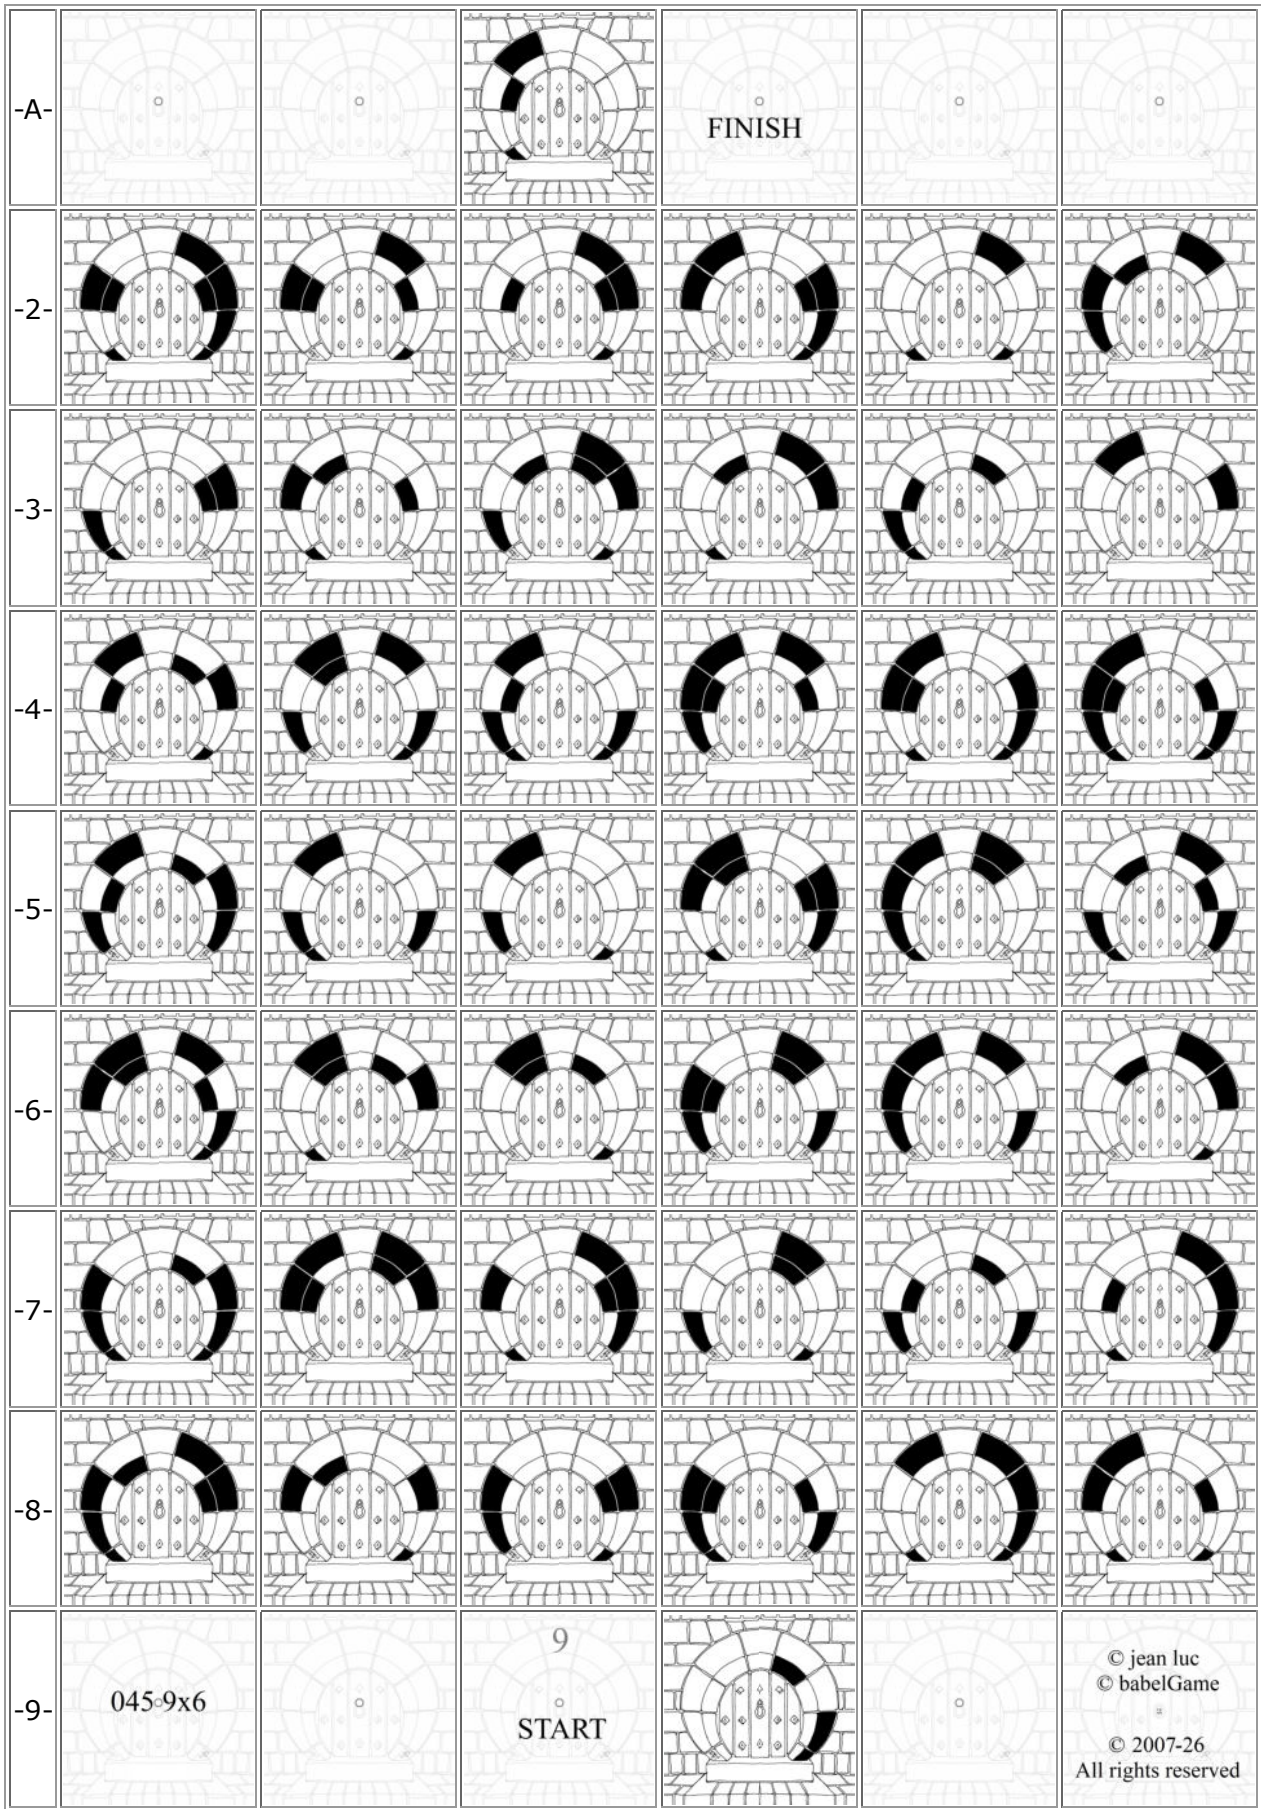 -A-
FINISH
-2-
-3-
-4-
-5-
-6-
-7-
-8-
-9-
045-9x6
9
START
© jean luc
© babelGame
© 2007-26
All rights reserved